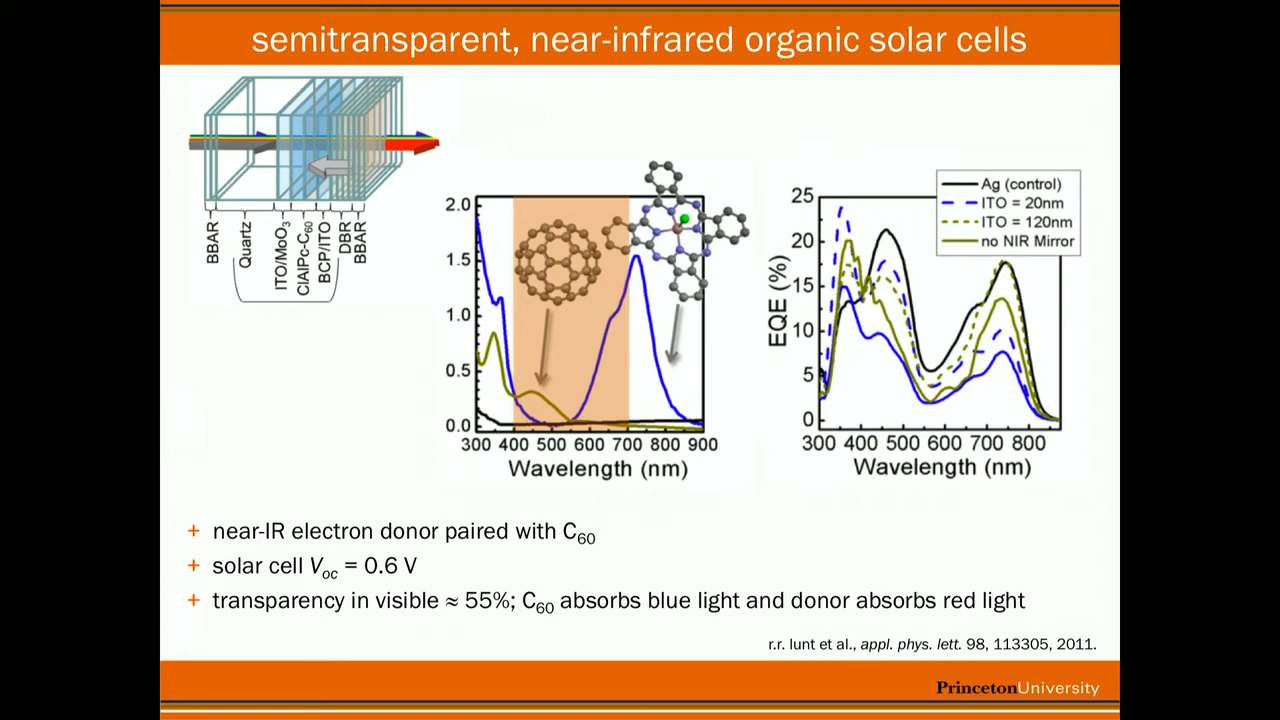 semitransparent, near-infrared organic solar cells
BBAR
Quartz
ITO/MoO3
ClAlPc-C60
BCP/ITO
DBR
BBAR
2.0
1.5
1.0
0.5
0.0
300 400 500 600 700 800 900
Wavelength (nm)
Ag (control)
ITO = 20nm
ITO = 120nm
no NIR Mirror
EQE (%)
25
20
15
10
5
0
300 400 500 600 700 800
Wavelength (nm)
+ near-IR electron donor paired with C60
+ solar cell Voc = 0.6 V
+ transparency in visible ≈ 55%; C60 absorbs blue light and donor absorbs red light
r.r. lunt et al., appl. phys. lett. 98, 113305, 2011.
PrincetonUniversity